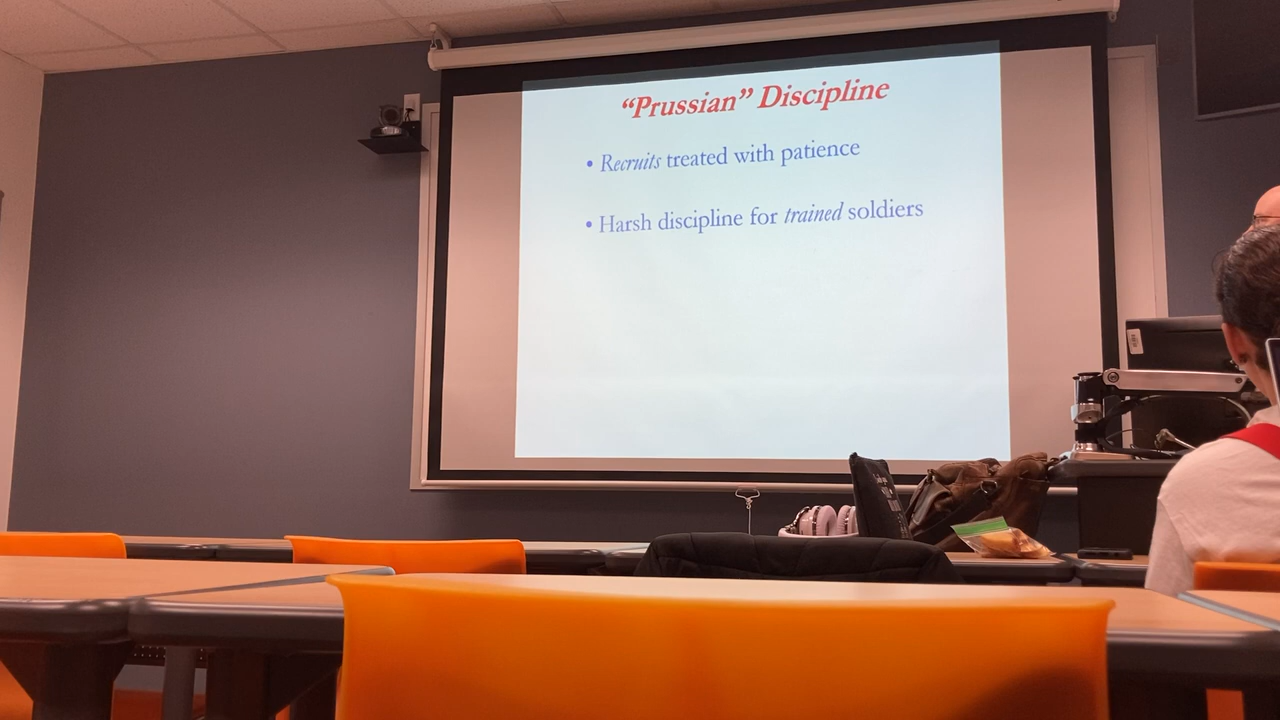 “Prussian” Discipline
• Recruits treated with patience
• Harsh discipline for trained soldiers